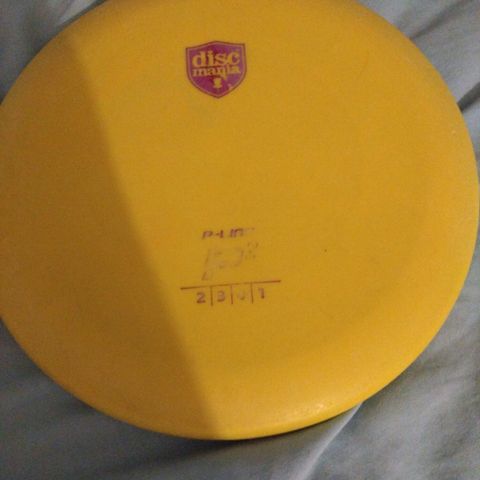 disc
mania
P-LINE
2 | 3 | 0 | 1